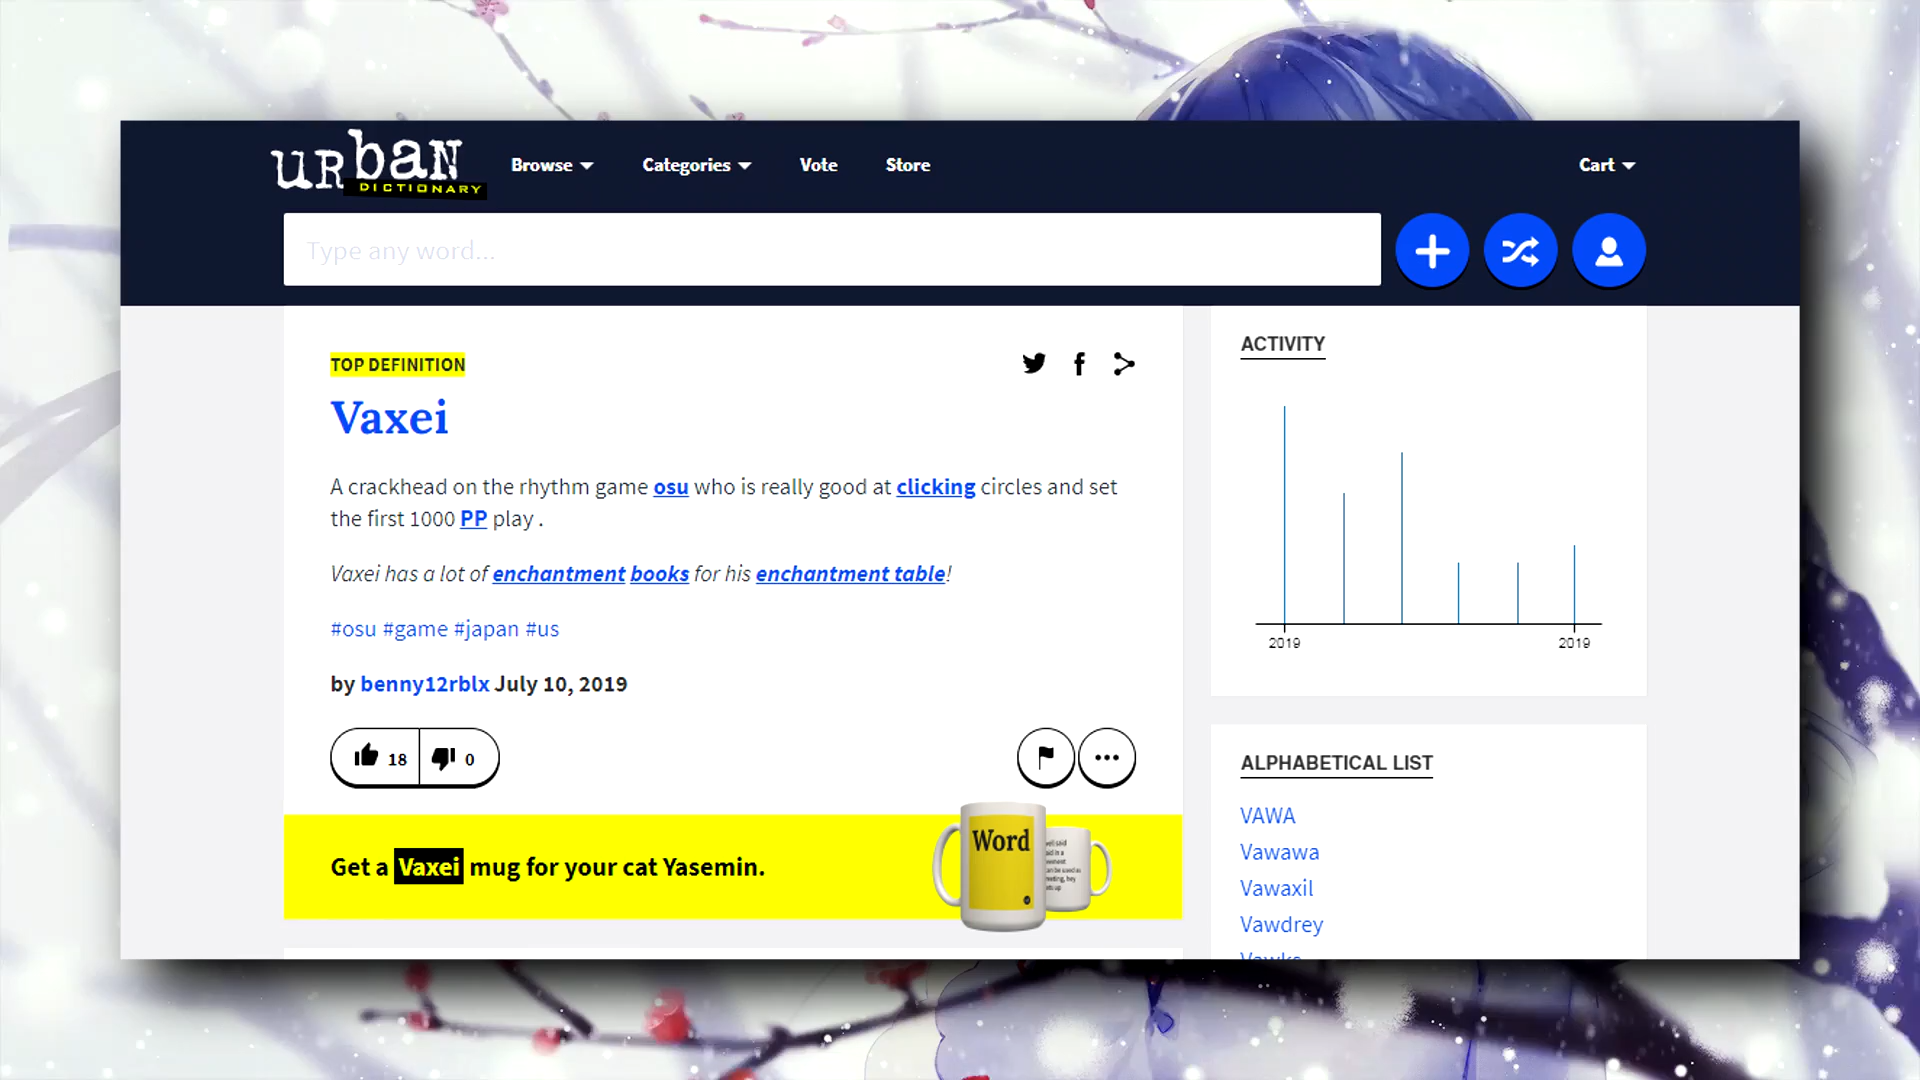 urban
DICTIONARY
Browse
Categories
Vote
Store
Cart
Type any word...
TOP DEFINITION
Vaxei
A crackhead on the rhythm game osu who is really good at clicking circles and set
the first 1000 PP play .
Vaxei has a lot of enchantment books for his enchantment table!
#osu #game #japan #us
by benny12rblx July 10, 2019
18
0
Get a Vaxei mug for your cat Yasemin.
Word
ACTIVITY
2019
2019
ALPHABETICAL LIST
VAWA
Vawawa
Vawaxil
Vawdrey